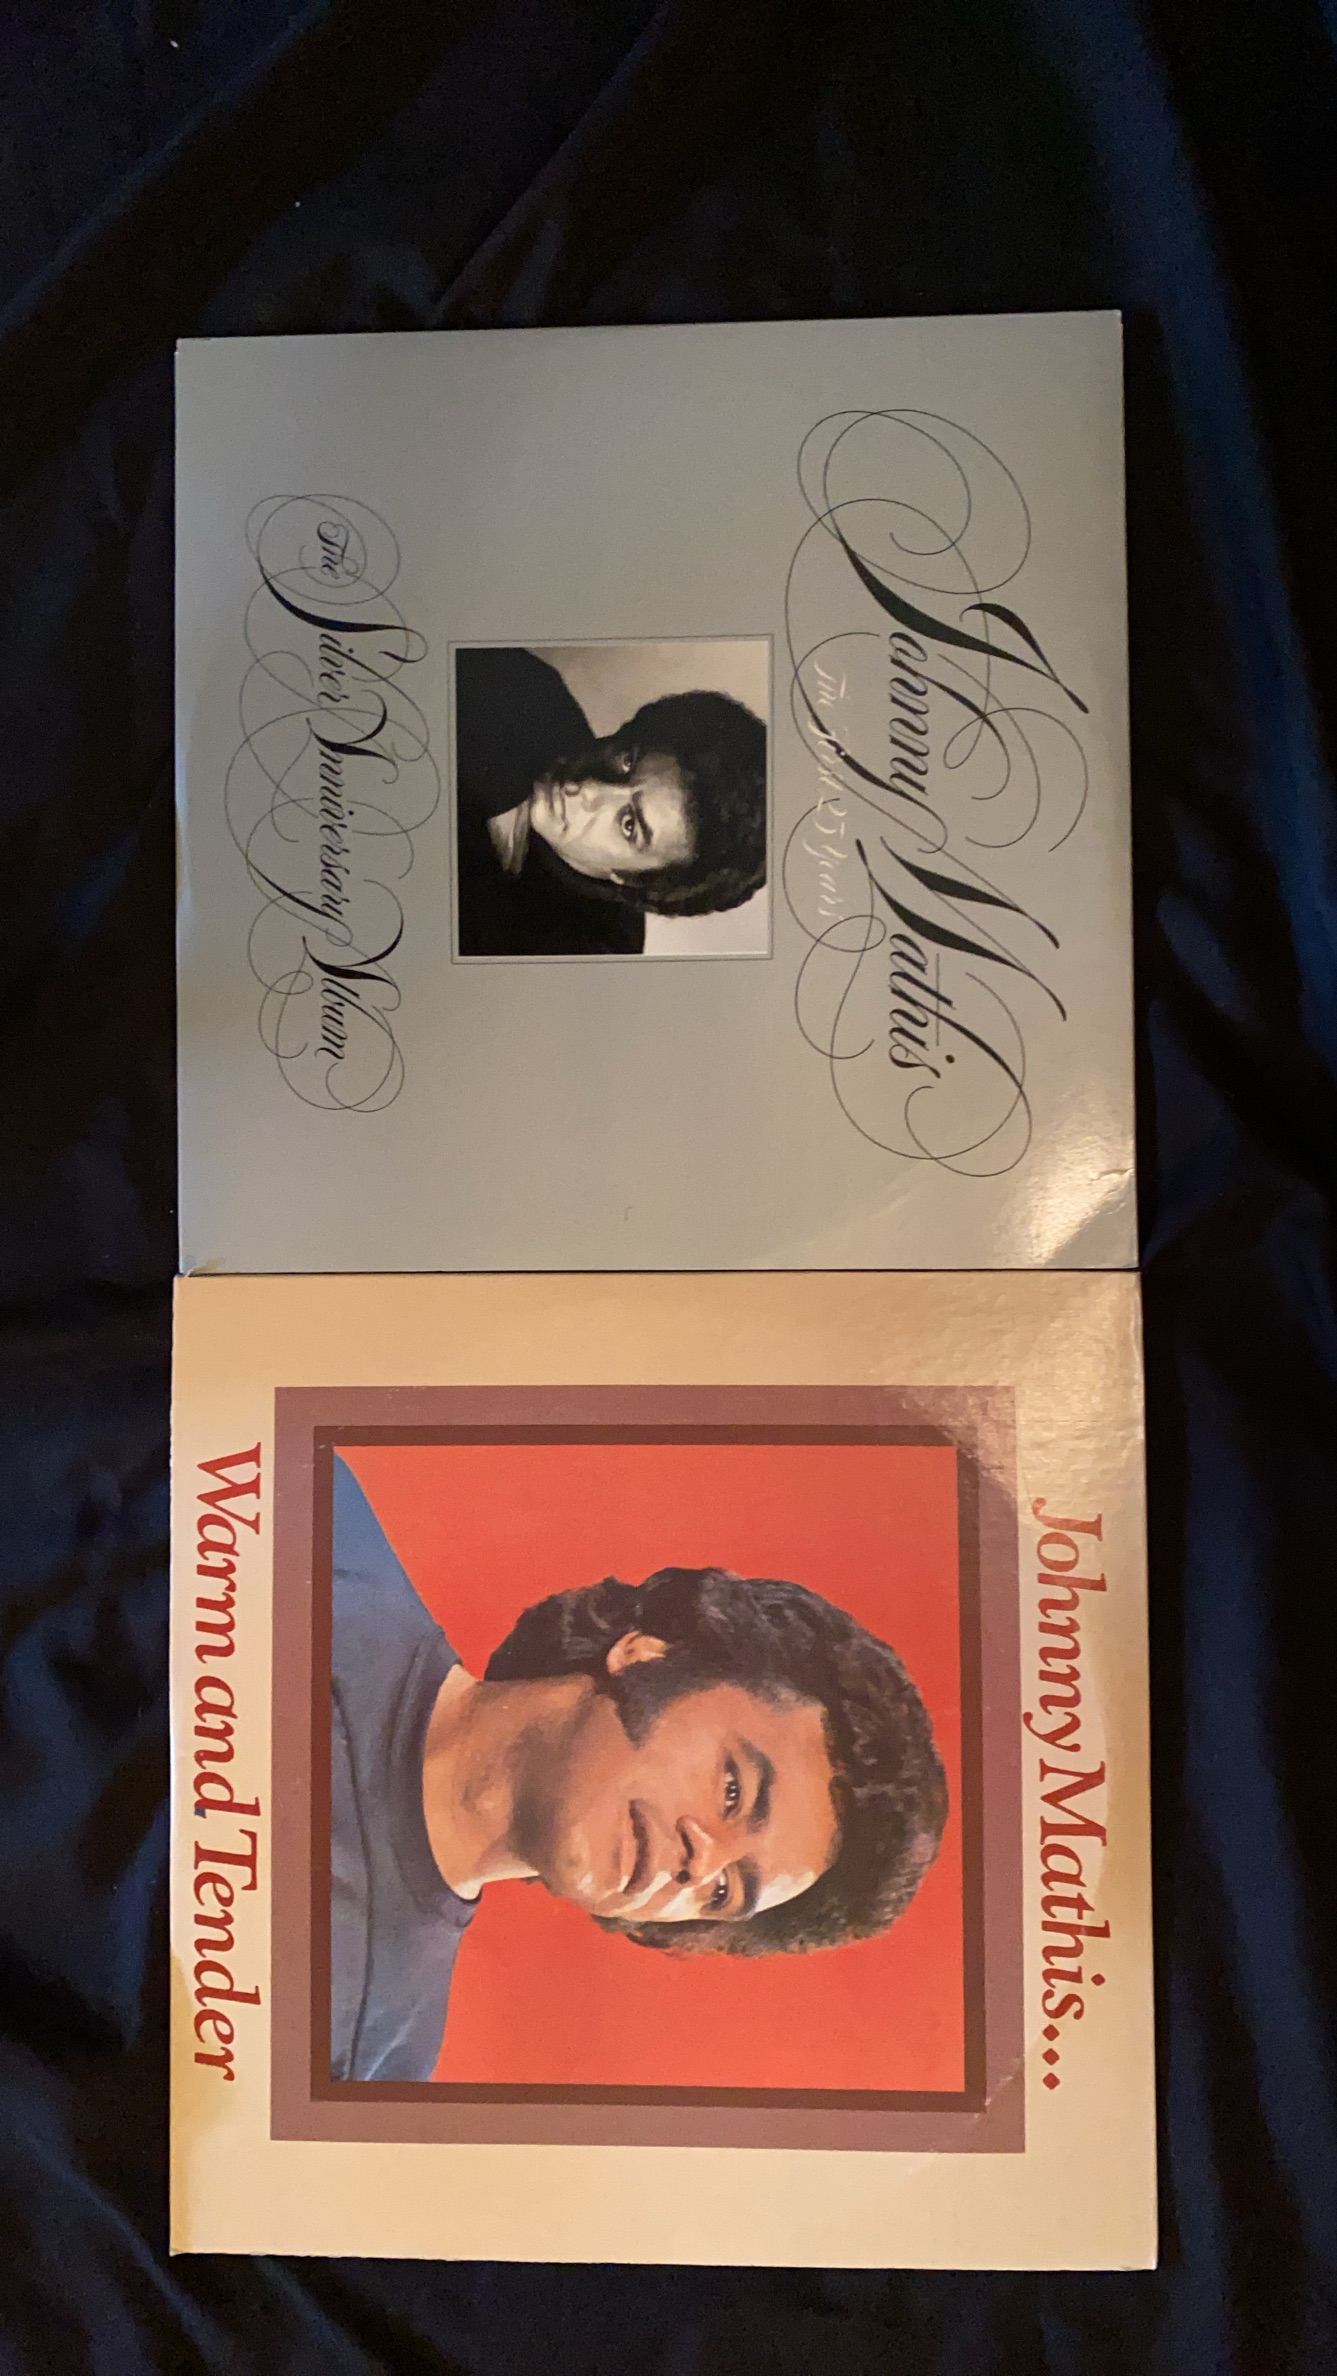 Johnny Mathis
The First 25 Years
The Silver Anniversary Album
Johnny Mathis...
Warm and Tender